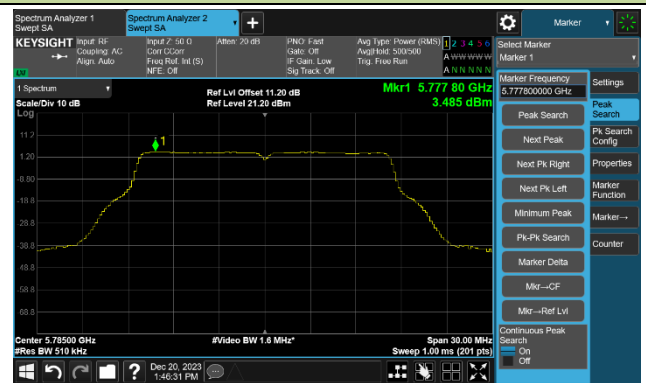 Spectrum Analyzer 1
Swept SA
Spectrum Analyzer 2
Swept SA
Marker
KEYSIGHT
Input: RF
Coupling: AC
Align: Auto
Input Z: 50 Ω
Corr CCorr
Freq Ref: Int (S)
NFE: Off
Atten: 20 dB
PNO: Fast
Gate: Off
IF Gain: Low
Sig Track: Off
Avg Type: Power (RMS)
Avg|Hold: 500/500
Trig: Free Run
1 2 3 4 5 6
A W W W W W
A N N N N N
LXI
Select Marker
Marker 1
1 Spectrum
Scale/Div 10 dB
Ref Lvl Offset 11.20 dB
Ref Level 21.20 dBm
Mkr1 5.777 80 GHz
3.485 dBm
Log
11.2
1.20
-8.80
-18.8
-28.8
-38.8
-48.8
-58.8
-68.8
1
Center 5.78500 GHz
#Res BW 510 kHz
#Video BW 1.6 MHz*
Span 30.00 MHz
Sweep 1.00 ms (201 pts)
Marker Frequency
5.777800000 GHz
Peak Search
Next Peak
Next Pk Right
Next Pk Left
Minimum Peak
Pk-Pk Search
Marker Delta
Mkr→CF
Mkr→Ref Lvl
Continuous Peak
Search
On
Off
Settings
Peak
Search
Pk Search
Config
Properties
Marker
Function
Marker→
Counter
?
Dec 20, 2023
1:46:31 PM